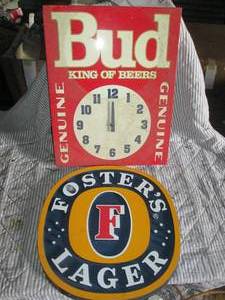 Bud
KING OF BEERS
GENUINE
GENUINE
12
1
2
3
4
5
6
7
8
9
10
11
FOSTER'S
F
LAGER